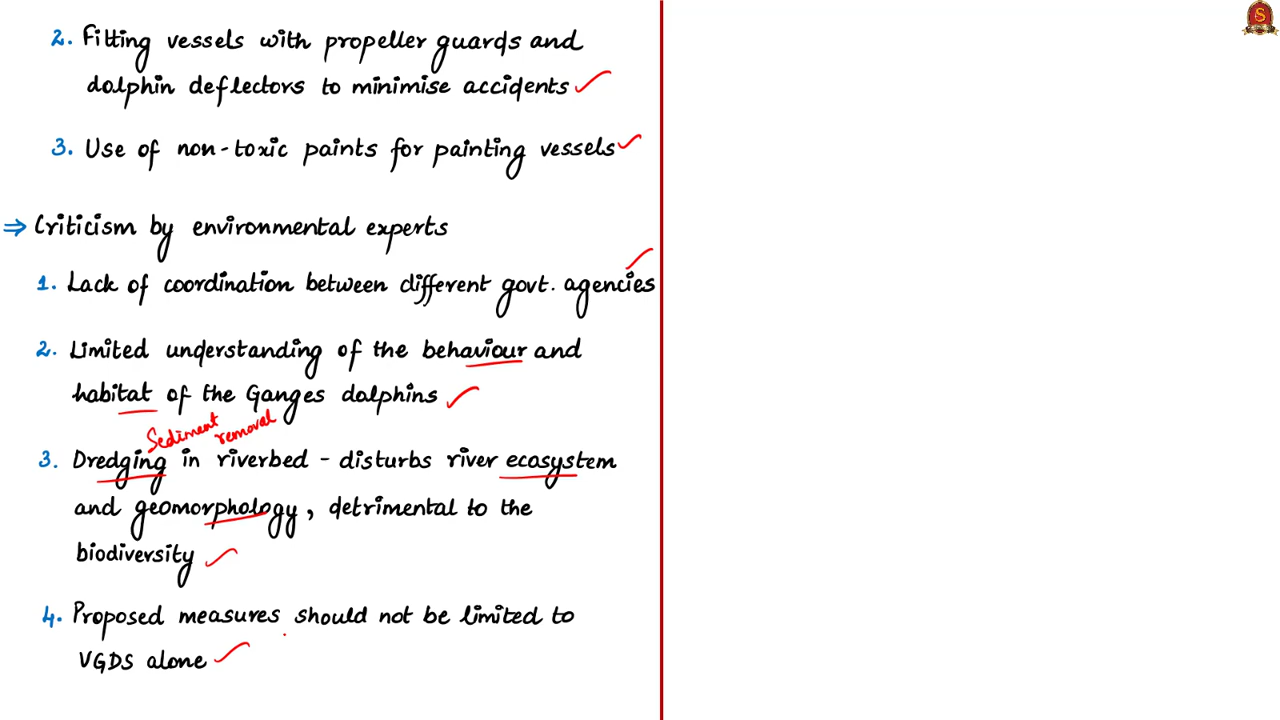 2. Fitting vessels with propeller guards and
dolphin deflectors to minimise accidents
3. Use of non-toxic paints for painting vessels
⇒ Criticism by environmental experts
1. Lack of coordination between different govt. agencies
2. Limited understanding of the behaviour and
habitat of the Ganges dolphins
Sediment removal
3. Dredging in riverbed - disturbs river ecosystem
and geomorphology, detrimental to the
biodiversity
4. Proposed measures should not be limited to
VGDS alone